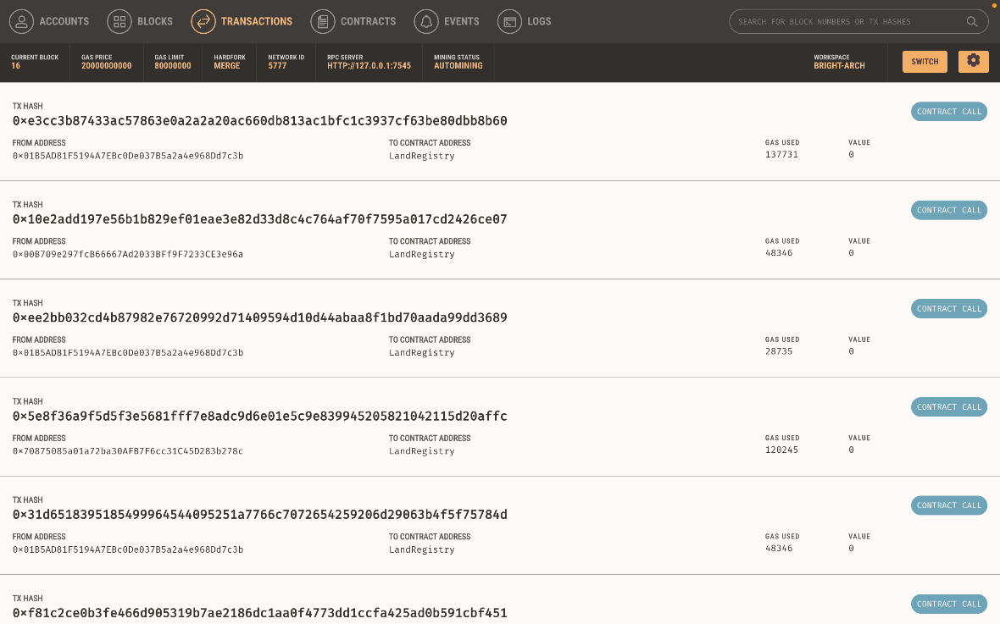 ACCOUNTS BLOCKS TRANSACTIONS CONTRACTS EVENTS LOGS SEARCH FOR BLOCK NUMBERS OR TX HASHES
CURRENT BLOCK GAS PRICE GAS LIMIT HARDFORK NETWORK ID RPC SERVER MINING STATUS WORKSPACE
16 20000000000 80000000 MERGE 5777 HTTP://127.0.0.1:7545 AUTOMINING BRIGHT-ARCH SWITCH
TX HASH
0×e3cc3b87433ac57863e0a2a2a20ac660db813ac1bfc1c3937cf63be80dbb8b60 CONTRACT CALL
FROM ADDRESS TO CONTRACT ADDRESS GAS USED VALUE
0×01B5AD81F5194A7EBc0De037B5a2a4e968Dd7c3b LandRegistry 137731 0
TX HASH
0×10e2add197e56b1b829ef01eae3e82d33d8c4c764af70f7595a017cd2426ce07 CONTRACT CALL
FROM ADDRESS TO CONTRACT ADDRESS GAS USED VALUE
0×00B709e297fcB66667Ad2033BFf9F7233CE3e96a LandRegistry 48346 0
TX HASH
0×ee2bb032cd4b87982e76720992d71409594d10d44abaa8f1bd70aada99dd3689 CONTRACT CALL
FROM ADDRESS TO CONTRACT ADDRESS GAS USED VALUE
0×01B5AD81F5194A7EBc0De037B5a2a4e968Dd7c3b LandRegistry 28735 0
TX HASH
0×5e8f36a9f5d5f3e5681fff7e8adc9d6e01e5c9e839945205821042115d20affc CONTRACT CALL
FROM ADDRESS TO CONTRACT ADDRESS GAS USED VALUE
0×70875085a01a72ba30AFB7F6cc31C45D283b278c LandRegistry 120245 0
TX HASH
0×31d6518395185499964544095251a7766c7072654259206d29063b4f5f75784d CONTRACT CALL
FROM ADDRESS TO CONTRACT ADDRESS GAS USED VALUE
0×01B5AD81F5194A7EBc0De037B5a2a4e968Dd7c3b LandRegistry 48346 0
TX HASH
0×f81c2ce0b3fe466d905319b7ae2186dc1aa0f4773dd1ccfa425ad0b591cbf451 CONTRACT CALL